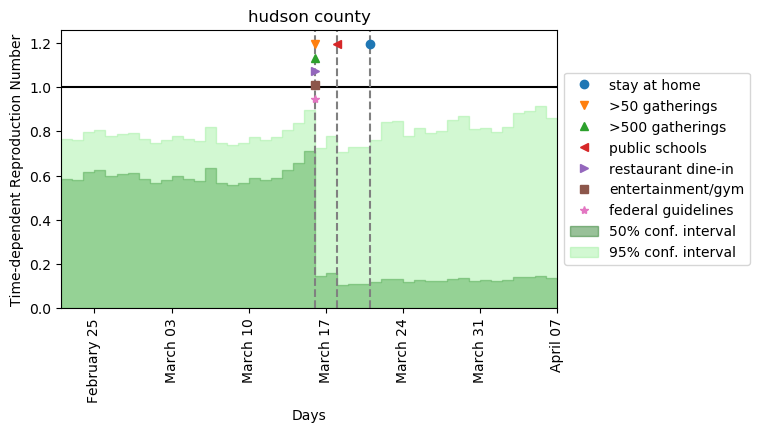 hudson county
Time-dependent Reproduction Number
1.2
1.0
0.8
0.6
0.4
0.2
0.0
February 25
March 03
March 10
March 17
March 24
March 31
April 07
Days
stay at home
>50 gatherings
>500 gatherings
public schools
restaurant dine-in
entertainment/gym
federal guidelines
50% conf. interval
95% conf. interval